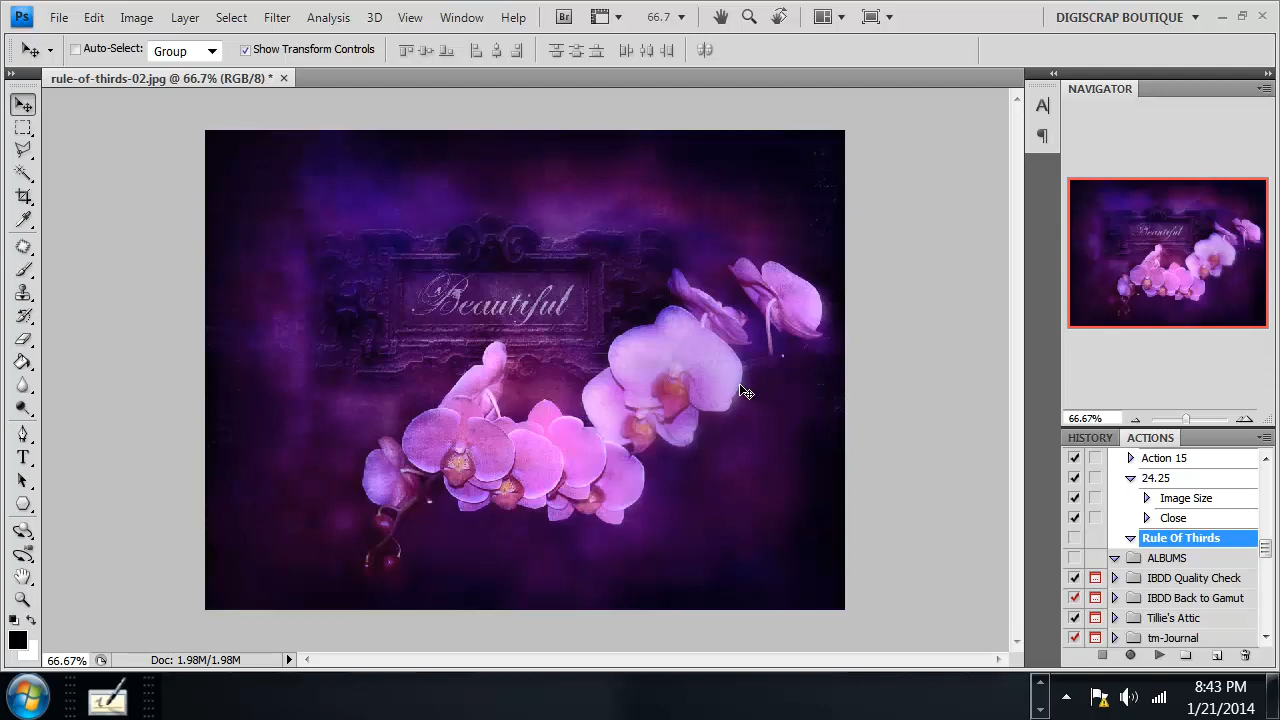 Ps File Edit Image Layer Select Filter Analysis 3D View Window Help Br 66.7 DIGISCRAP BOUTIQUE
Auto-Select: Group Show Transform Controls
rule-of-thirds-02.jpg @ 66.7% (RGB/8) *
NAVIGATOR
Beautiful
Beautiful
66.67%
HISTORY ACTIONS
Action 15
24.25
Image Size
Close
Rule Of Thirds
ALBUMS
IBDD Quality Check
IBDD Back to Gamut
Tillie's Attic
tm-Journal
66.67% Doc: 1.98M/1.98M
8:43 PM
1/21/2014